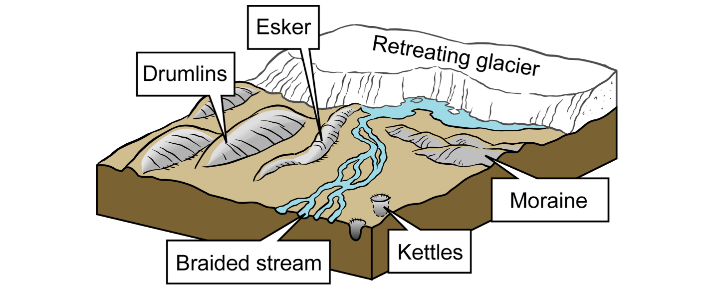 Esker
Retreating glacier
Drumlins
Moraine
Kettles
Braided stream